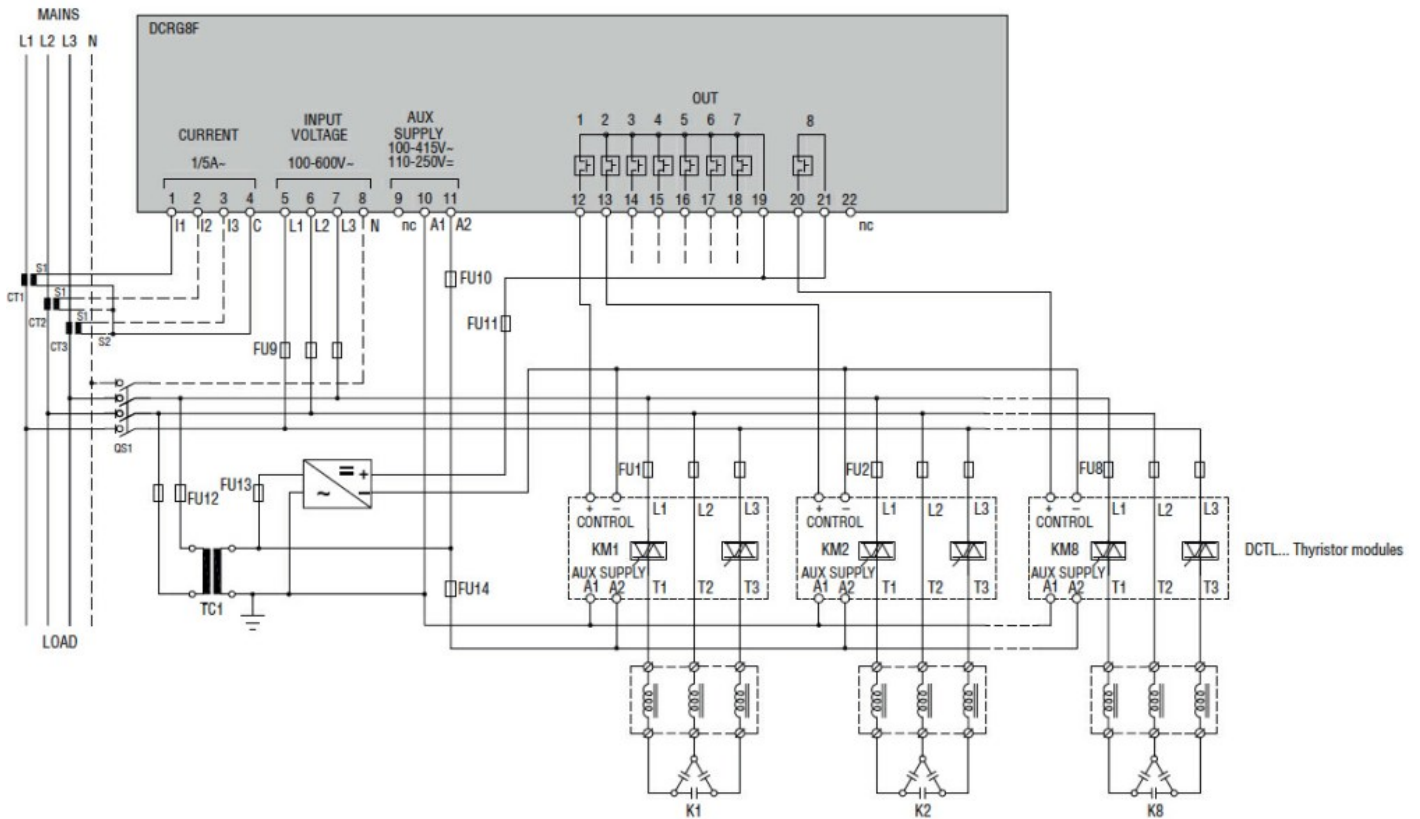 MAINS
L1 L2 L3 N
DCRG8F
OUT
CURRENT
1/5A~
INPUT
VOLTAGE
100-600V~
AUX
SUPPLY
100-415V~
110-250V=
1 2 3 4 5 6 7 8
1 2 3 4 5 6 7 8 9 10 11 12 13 14 15 16 17 18 19 20 21 22
I1 I2 I3 C L1 L2 L3 N nc A1 A2 nc
S1
CT1
S1
CT2
S1
CT3
S2
FU10
FU11
FU9
QS1
FU12
FU13
= +
~ –
FU14
TC1
LOAD
FU1 FU2 FU8
+ – L1 L2 L3
CONTROL
KM1
AUX SUPPLY
A1 A2 T1 T2 T3
+ – L1 L2 L3
CONTROL
KM2
AUX SUPPLY
A1 A2 T1 T2 T3
+ – L1 L2 L3
CONTROL
KM8
AUX SUPPLY
A1 A2 T1 T2 T3
DCTL... Thyristor modules
K1 K2 K8